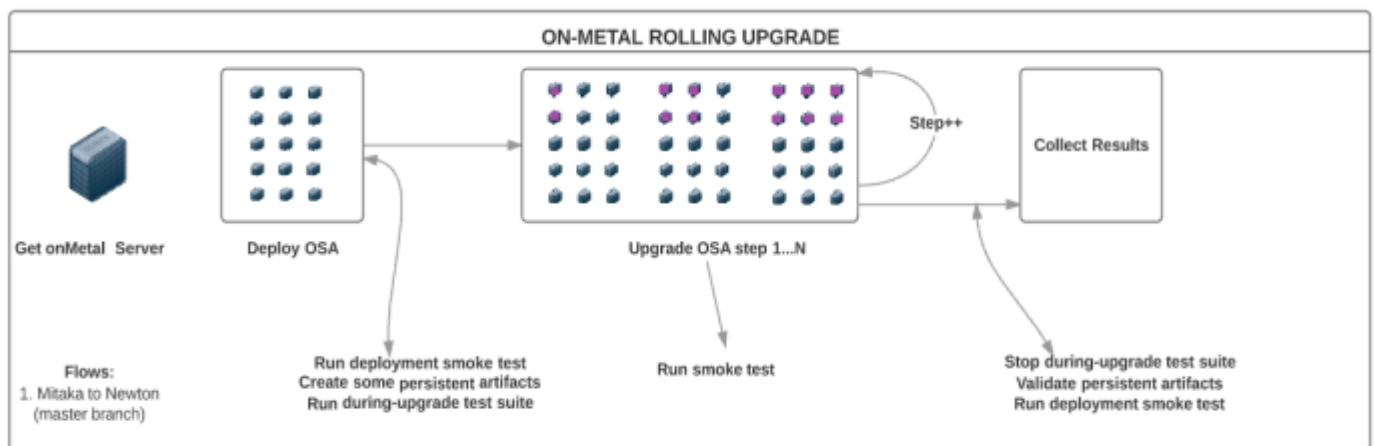 ON-METAL ROLLING UPGRADE
Step++
Collect Results
Get onMetal Server
Deploy OSA
Upgrade OSA step 1...N
Flows:
1. Mitaka to Newton
(master branch)
Run deployment smoke test
Create some persistent artifacts
Run during-upgrade test suite
Run smoke test
Stop during-upgrade test suite
Validate persistent artifacts
Run deployment smoke test